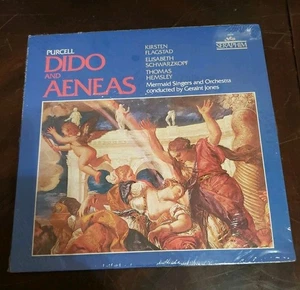 PURCELL
DIDO
AND
AENEAS
KIRSTEN
FLAGSTAD
ELISABETH
SCHWARZKOPF
THOMAS
HEMSLEY
Mermaid Singers and Orchestra
conducted by Geraint Jones
SERAPHIM